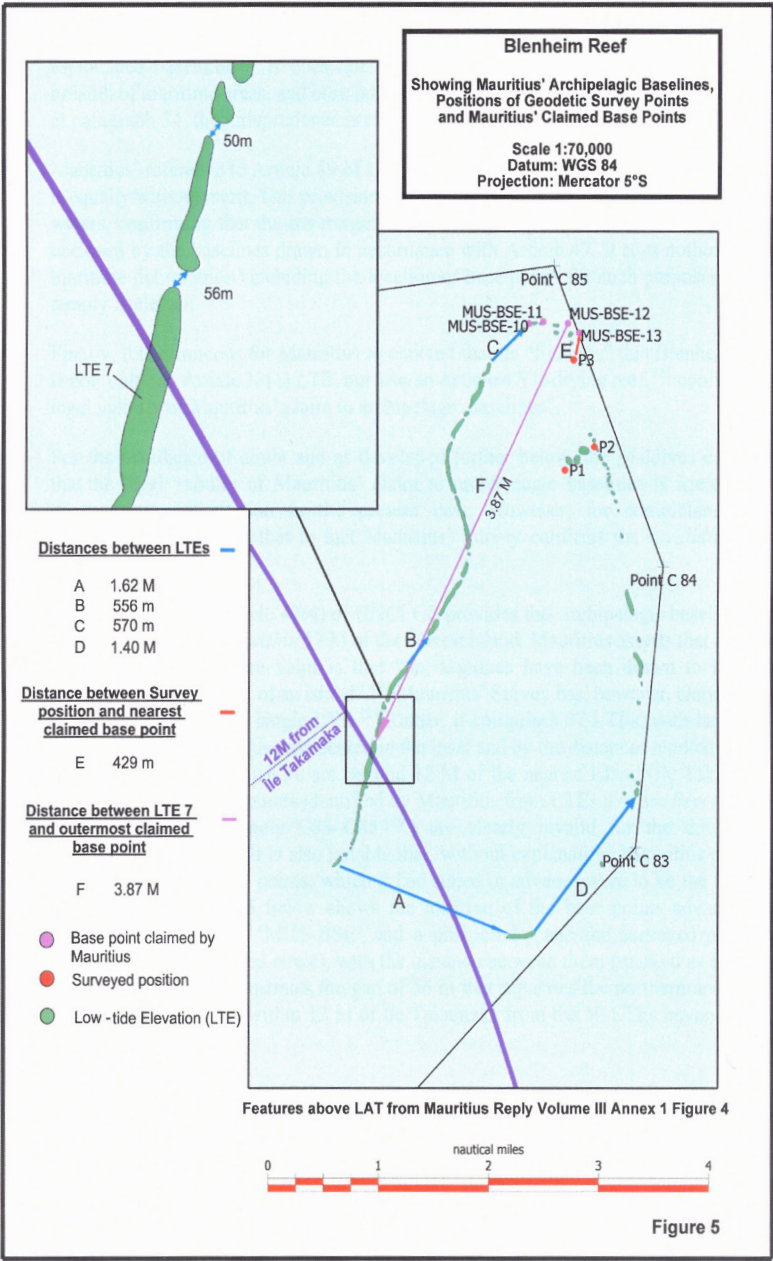 Blenheim Reef
Showing Mauritius' Archipelagic Baselines,
Positions of Geodetic Survey Points
and Mauritius' Claimed Base Points
Scale 1:70,000
Datum: WGS 84
Projection: Mercator 5°S
50m
56m
LTE 7
Point C 85
MUS-BSE-11
MUS-BSE-10
MUS-BSE-12
MUS-BSE-13
C
E
P3
P2
P1
F
3.87 M
Point C 84
B
12M from
Île Takamaka
Point C 83
D
A
Distances between LTEs
A 1.62 M
B 556 m
C 570 m
D 1.40 M
Distance between Survey
position and nearest
claimed base point
E 429 m
Distance between LTE 7
and outermost claimed
base point
F 3.87 M
Base point claimed by
Mauritius
Surveyed position
Low -tide Elevation (LTE)
Features above LAT from Mauritius Reply Volume III Annex 1 Figure 4
nautical miles
0 1 2 3 4
Figure 5